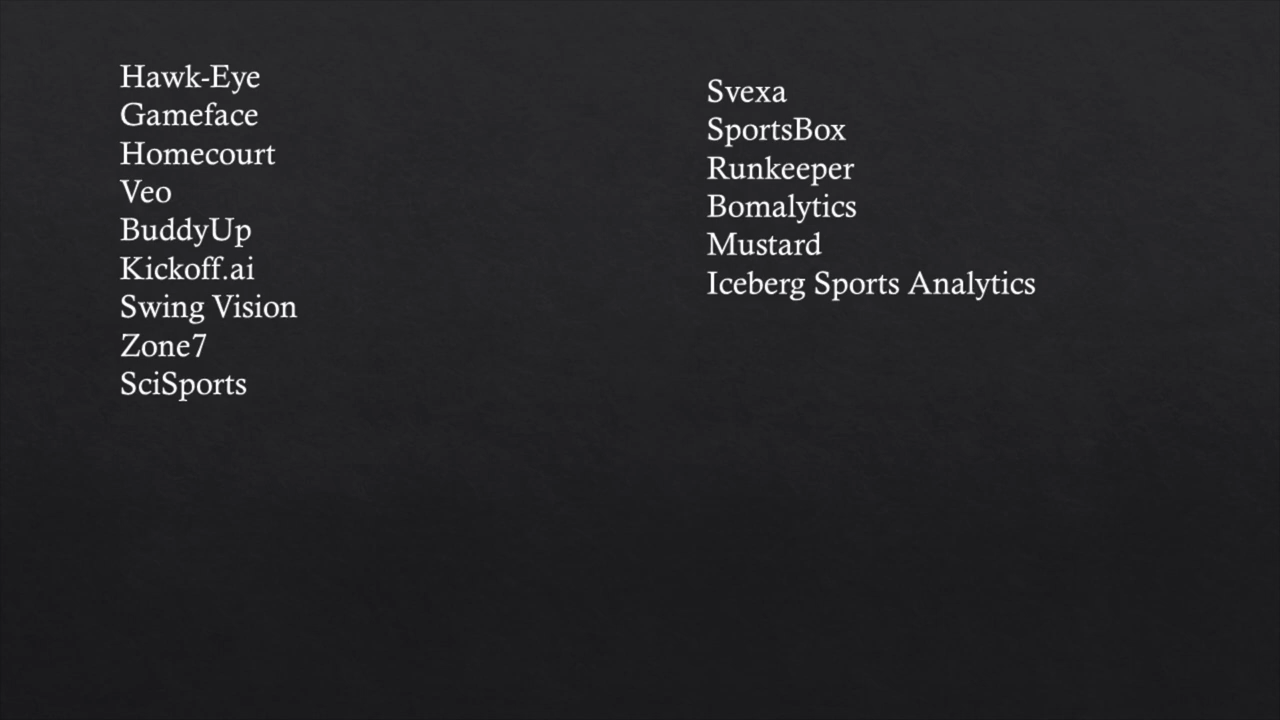 Hawk-Eye
Gameface
Homecourt
Veo
BuddyUp
Kickoff.ai
Swing Vision
Zone7
SciSports
Svexa
SportsBox
Runkeeper
Bomalytics
Mustard
Iceberg Sports Analytics